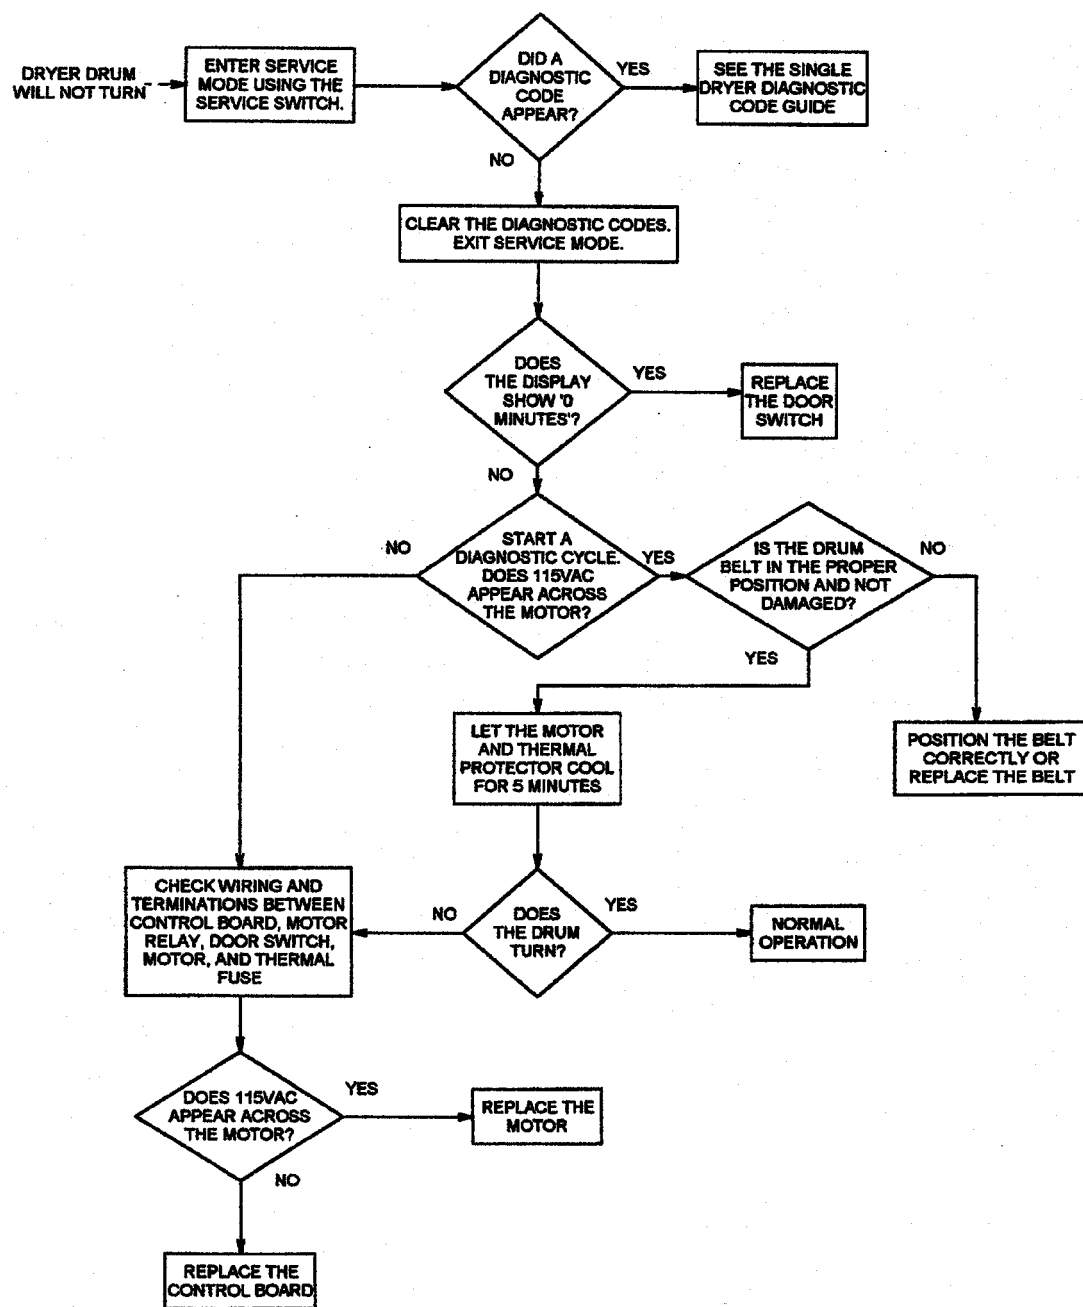 DRYER DRUM
WILL NOT TURN
ENTER SERVICE
MODE USING THE
SERVICE SWITCH.
DID A
DIAGNOSTIC
CODE
APPEAR?
YES
SEE THE SINGLE
DRYER DIAGNOSTIC
CODE GUIDE
NO
CLEAR THE DIAGNOSTIC CODES.
EXIT SERVICE MODE.
DOES
THE DISPLAY
SHOW '0
MINUTES'?
YES
REPLACE
THE DOOR
SWITCH
NO
START A
DIAGNOSTIC CYCLE.
DOES 115VAC
APPEAR ACROSS
THE MOTOR?
NO
YES
IS THE DRUM
BELT IN THE PROPER
POSITION AND NOT
DAMAGED?
NO
YES
LET THE MOTOR
AND THERMAL
PROTECTOR COOL
FOR 5 MINUTES
POSITION THE BELT
CORRECTLY OR
REPLACE THE BELT
CHECK WIRING AND
TERMINATIONS BETWEEN
CONTROL BOARD, MOTOR
RELAY, DOOR SWITCH,
MOTOR, AND THERMAL
FUSE
NO
DOES
THE DRUM
TURN?
YES
NORMAL
OPERATION
DOES 115VAC
APPEAR ACROSS
THE MOTOR?
YES
REPLACE THE
MOTOR
NO
REPLACE THE
CONTROL BOARD